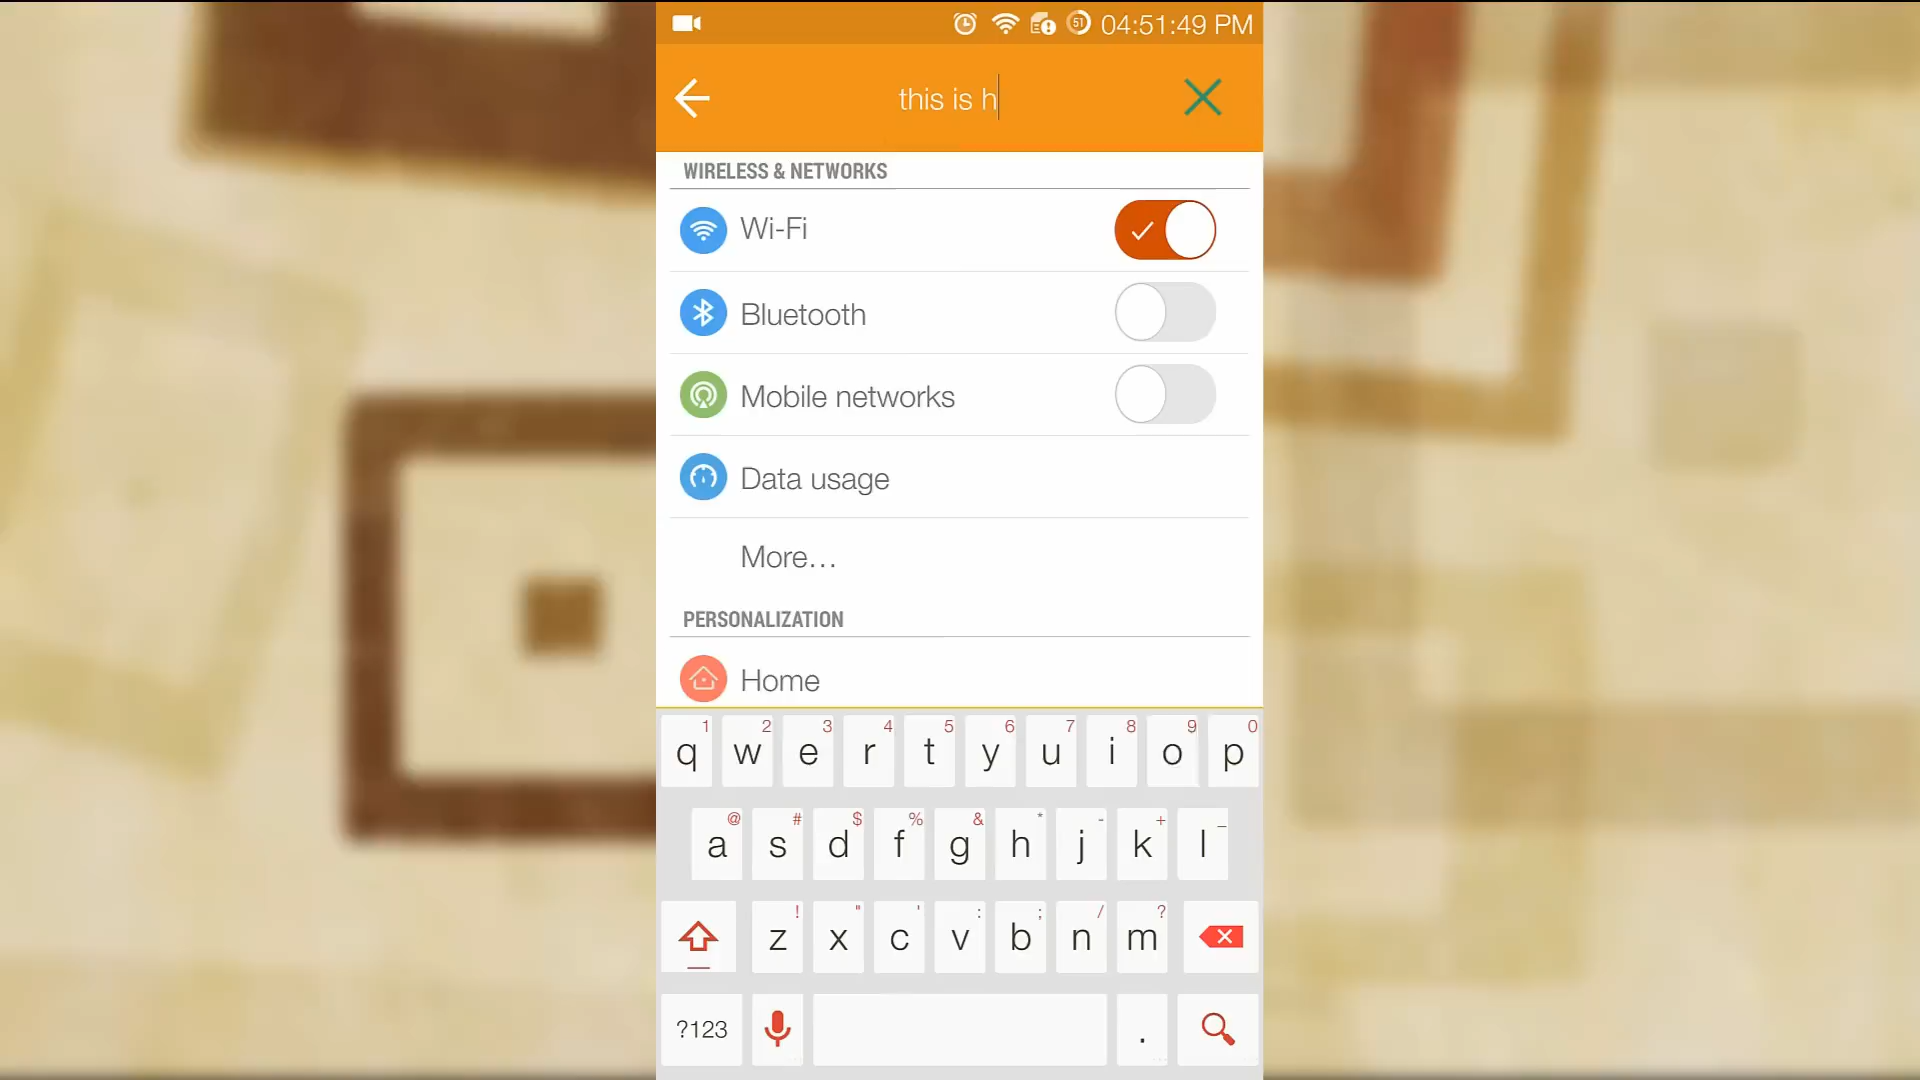 51 04:51:49 PM
this is h
WIRELESS & NETWORKS
Wi-Fi
Bluetooth
Mobile networks
Data usage
More...
PERSONALIZATION
Home
1 2 3 4 5 6 7 8 9 0
q w e r t y u i o p
@ # $ % & * - + _
a s d f g h j k l
! " ' : ; / ?
z x c v b n m
?123 .